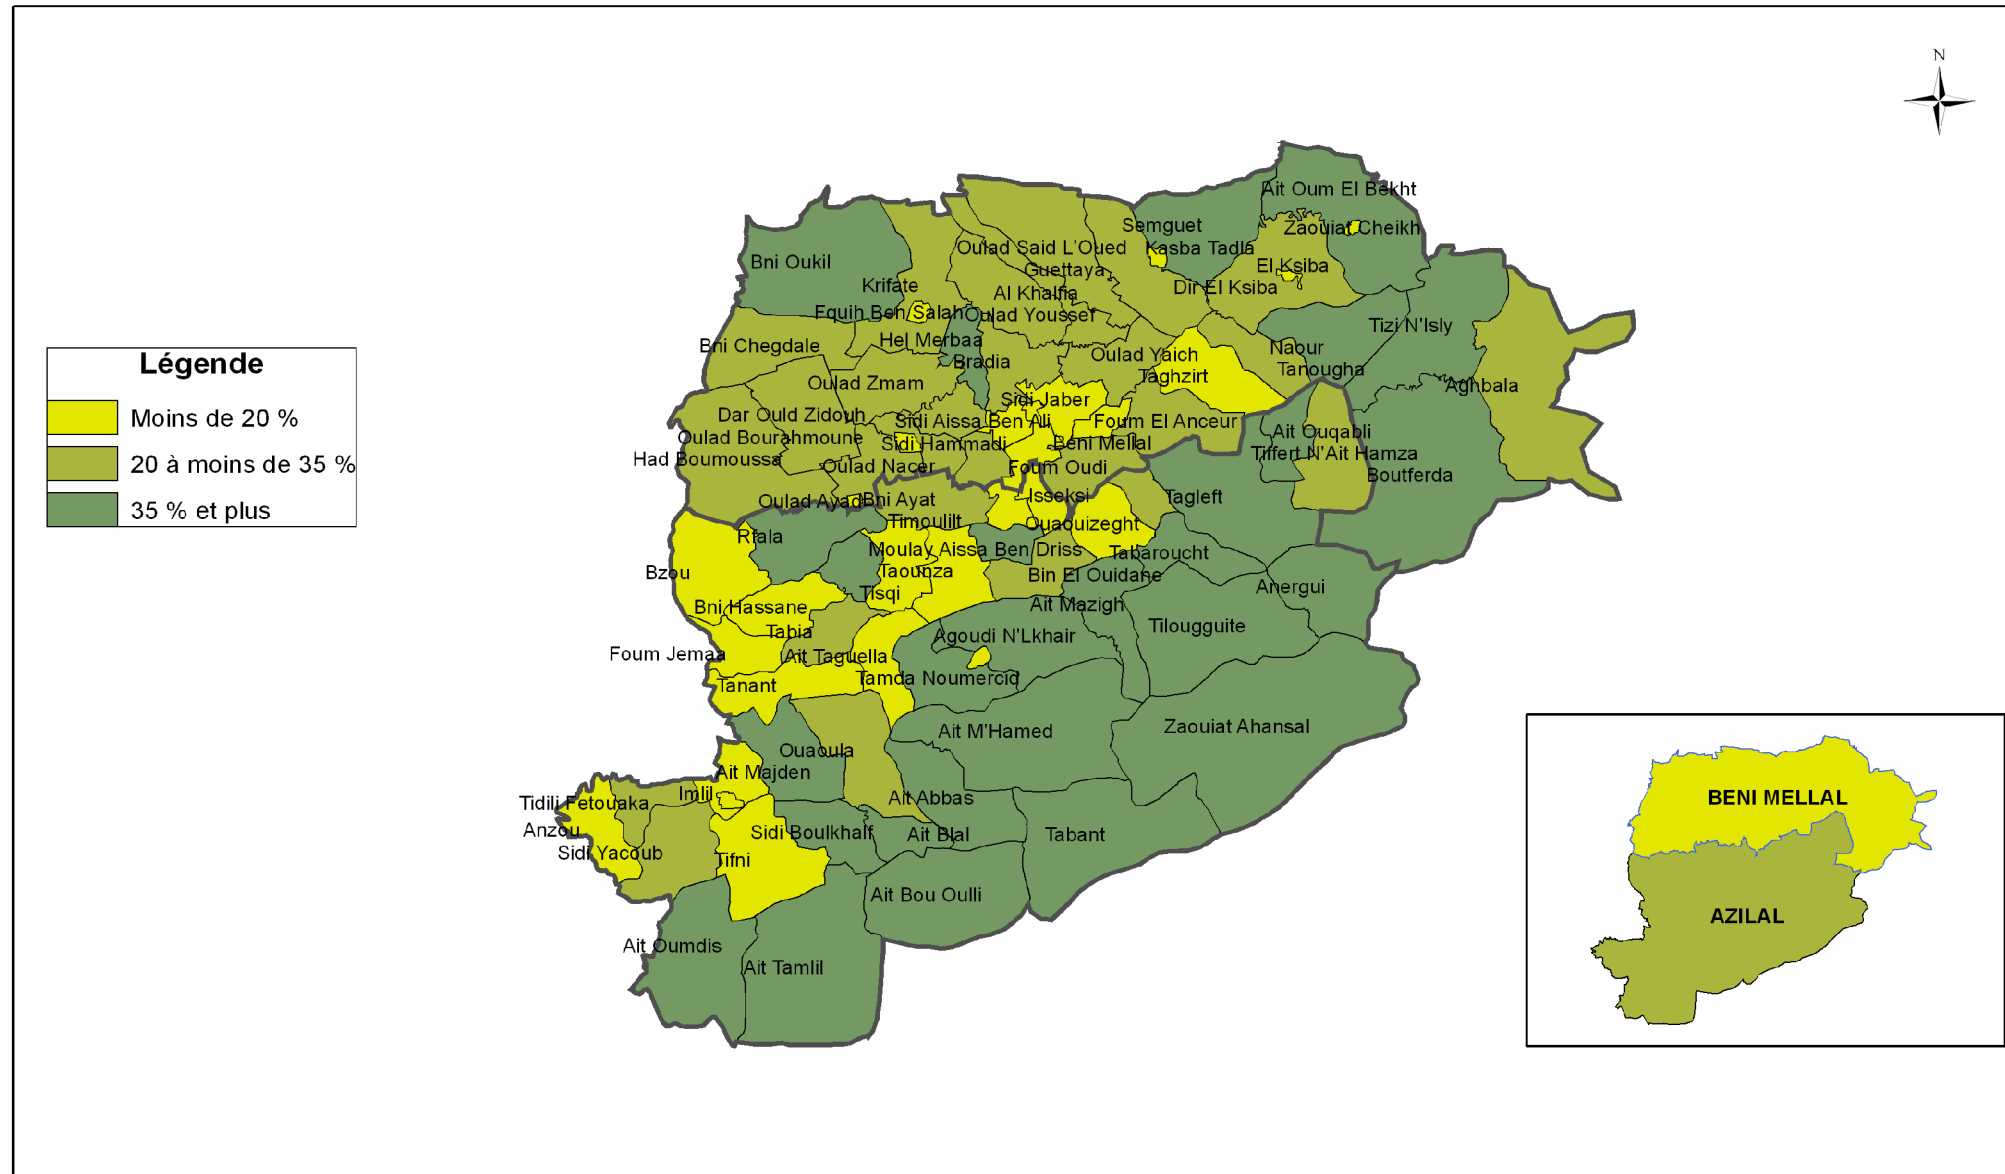 N
Ait Oum El Bekht
Semguet
Zaouiat Cheikh
Oulad Said L'Oued
Kasba Tadla
Bni Oukil
El Ksiba
Guettaya
Krifate
Dir El Ksiba
Al Khalfia
Fquih Ben Salah
Oulad Youssef
Tizi N'Isly
Hel Merbaa
Bni Chegdale
Naour
Oulad Yaich
Bradia
Tanougha
Taghzirt
Oulad Zmam
Aghbala
Sidi Jaber
Dar Ould Zidouh
Sidi Aissa Ben Ali
Foum El Anceur
Ait Ouqabli
Oulad Bourahmoune
Sidi Hammadi
Beni Mellal
Tiffert N'Ait Hamza
Had Boumoussa
Oulad Nacer
Foum Oudi
Boutferda
Oulad Ayad
Bni Ayat
Isseksi
Tagleft
Timoulilt
Ouaouizeght
Rfala
Moulay Aissa Ben Driss
Tabaroucht
Bzou
Taounza
Bin El Ouidane
Anergui
Tisqi
Bni Hassane
Ait Mazigh
Tabia
Agoudi N'Lkhair
Tilougguite
Foum Jemaa
Ait Taguella
Tanant
Tamda Noumercid
Ait M'Hamed
Zaouiat Ahansal
Ouaoula
Ait Majden
Imlil
Tidili Fetouaka
Ait Abbas
Anzou
Sidi Boulkhalf
Ait Blal
Tabant
Sidi Yacoub
Tifni
Ait Bou Oulli
Ait Oumdis
Ait Tamlil
Légende
Moins de 20 %
20 à moins de 35 %
35 % et plus
BENI MELLAL
AZILAL